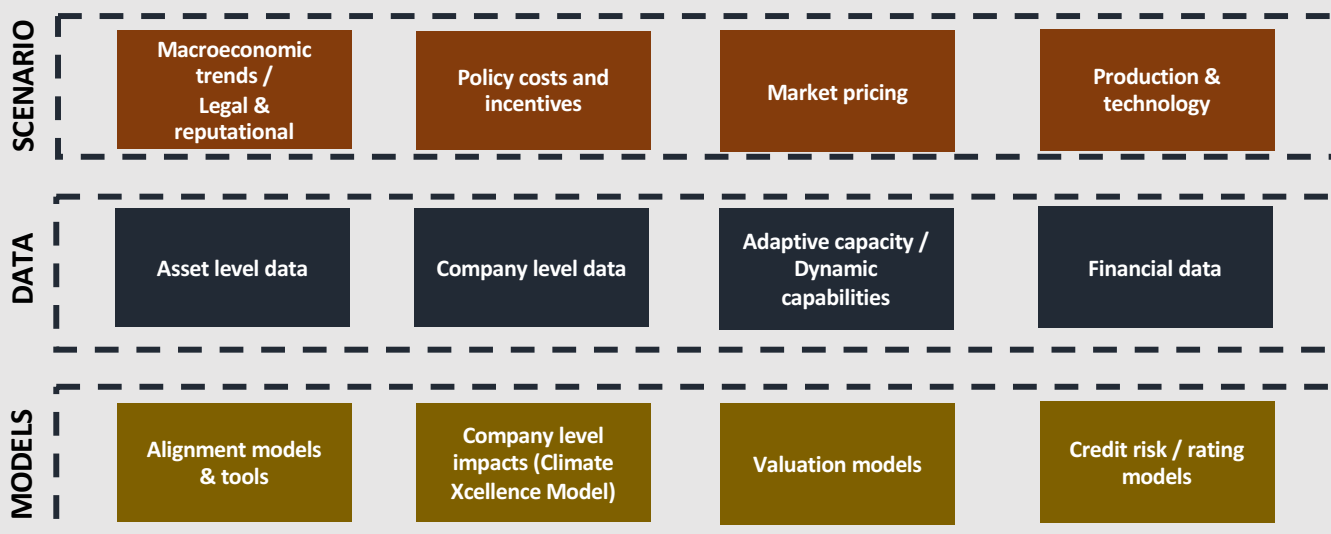 SCENARIO
Macroeconomic
trends /
Legal &
reputational
Policy costs and
incentives
Market pricing
Production &
technology
DATA
Asset level data
Company level data
Adaptive capacity /
Dynamic
capabilities
Financial data
MODELS
Alignment models
& tools
Company level
impacts (Climate
Xcellence Model)
Valuation models
Credit risk / rating
models